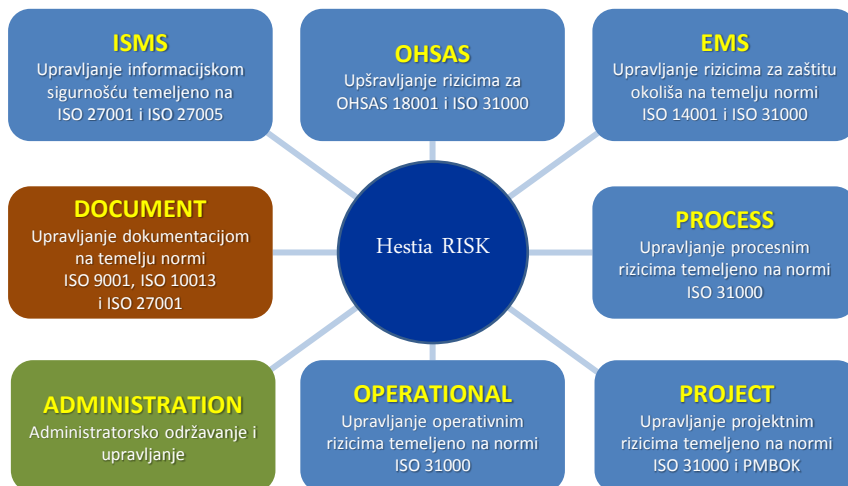 ISMS
Upravljanje informacijskom
sigurnošću temeljeno na
ISO 27001 i ISO 27005
OHSAS
Upšravljanje rizicima za
OHSAS 18001 i ISO 31000
EMS
Upravljanje rizicima za zaštitu
okoliša na temelju normi
ISO 14001 i ISO 31000
DOCUMENT
Upravljanje dokumentacijom
na temelju normi
ISO 9001, ISO 10013
i ISO 27001
Hestia RISK
PROCESS
Upravljanje procesnim
rizicima temeljeno na normi
ISO 31000
ADMINISTRATION
Administratorsko održavanje i
upravljanje
OPERATIONAL
Upravljanje operativnim
rizicima temeljeno na normi
ISO 31000
PROJECT
Upravljanje projektnim
rizicima temeljeno na normi
ISO 31000 i PMBOK